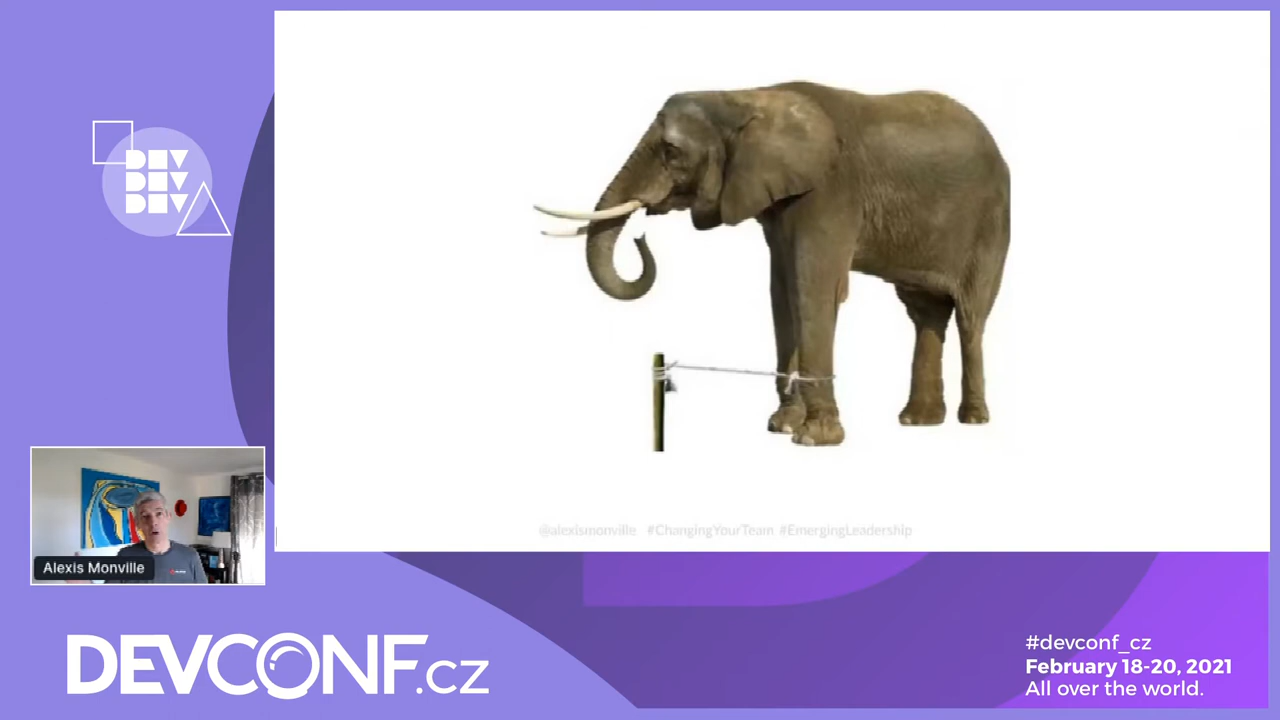 DEV
DEV
DEV
@alexismonville #ChangingYourTeam #EmergingLeadership
Alexis Monville
DEVCONF.cz
#devconf_cz
February 18-20, 2021
All over the world.